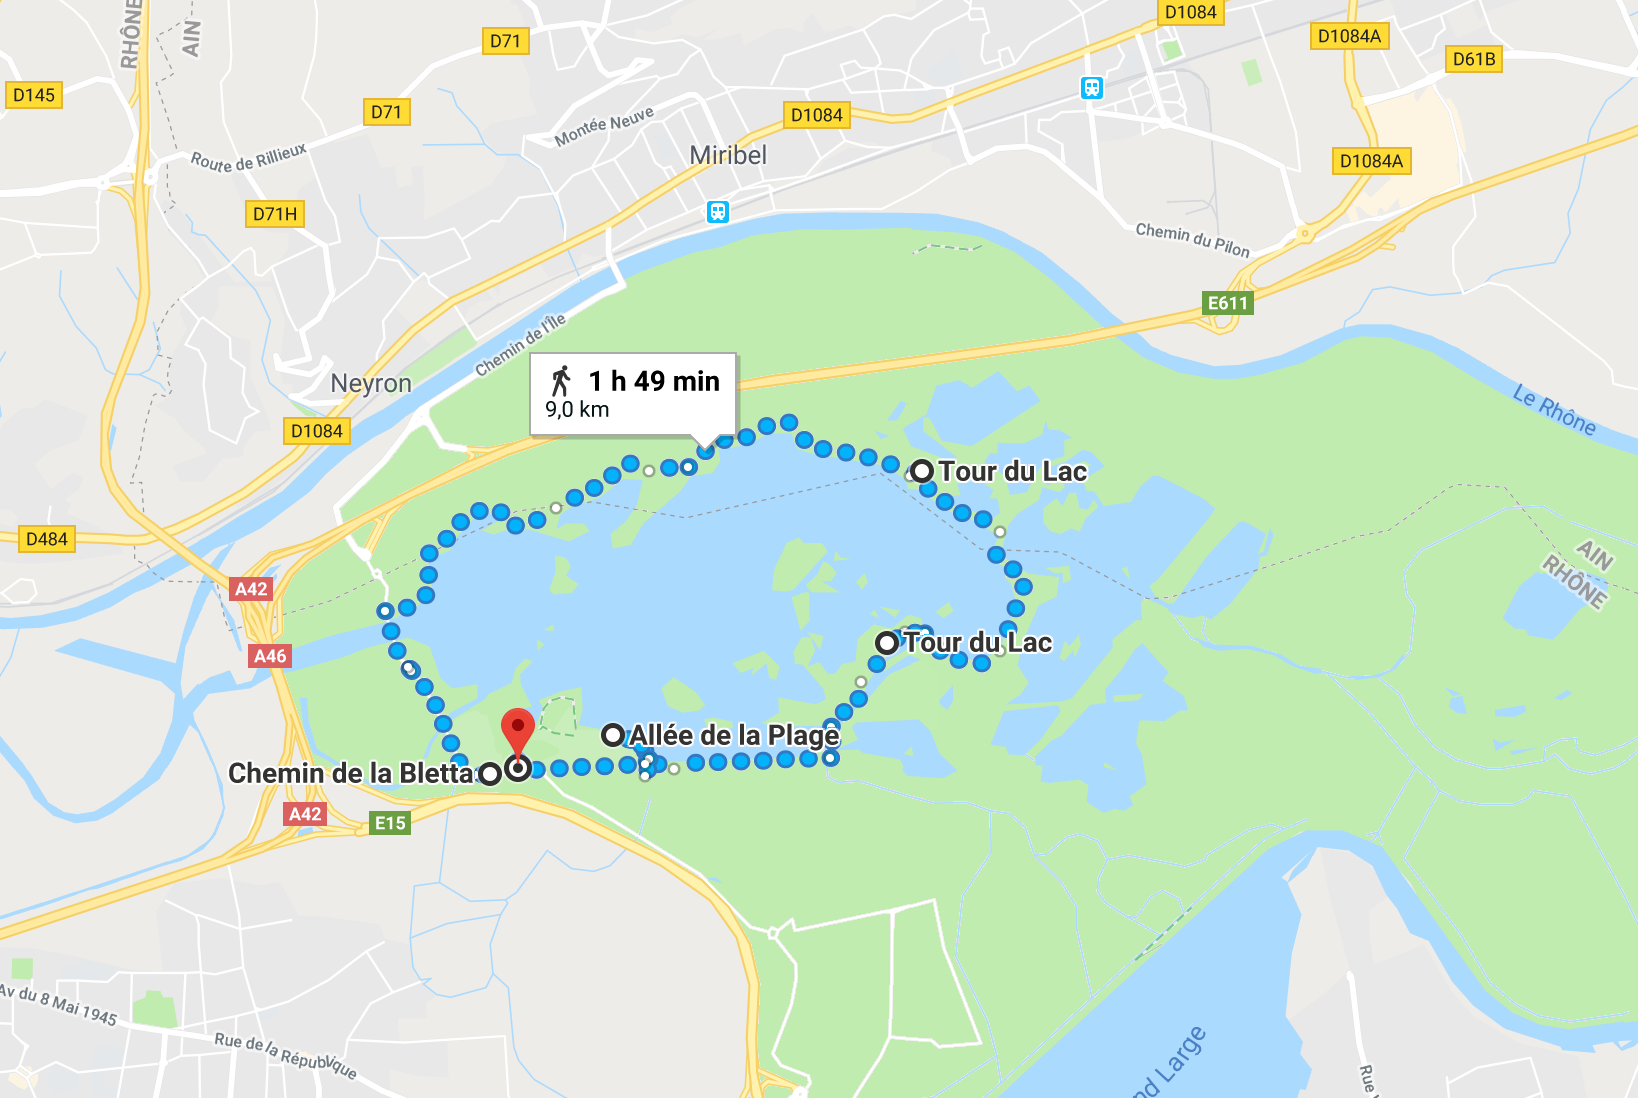 RHÔNE
AIN
D71
D1084
D1084A
D61B
D145
D71
D1084
Montée Neuve
Route de Rillieux
Miribel
D1084A
D71H
Chemin du Pilon
E611
Chemin de l'Île
Neyron
1 h 49 min
9,0 km
Le Rhône
D1084
Tour du Lac
D484
AIN
RHÔNE
A42
Tour du Lac
A46
Allée de la Plage
Chemin de la Bletta
A42
E15
Av du 8 Mai 1945
Rue de la République
nd Large
Rue